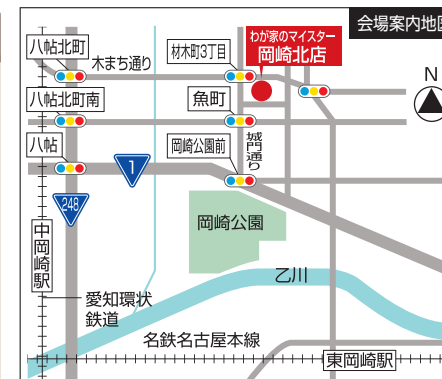 会場案内地図
わが家のマイスター
岡崎北店
材木町3丁目
八帖北町
木まち通り
N
八帖北町南
魚町
城門通り
八帖
岡崎公園前
1
248
岡崎公園
中岡崎駅
乙川
愛知環状
鉄道
名鉄名古屋本線
東岡崎駅